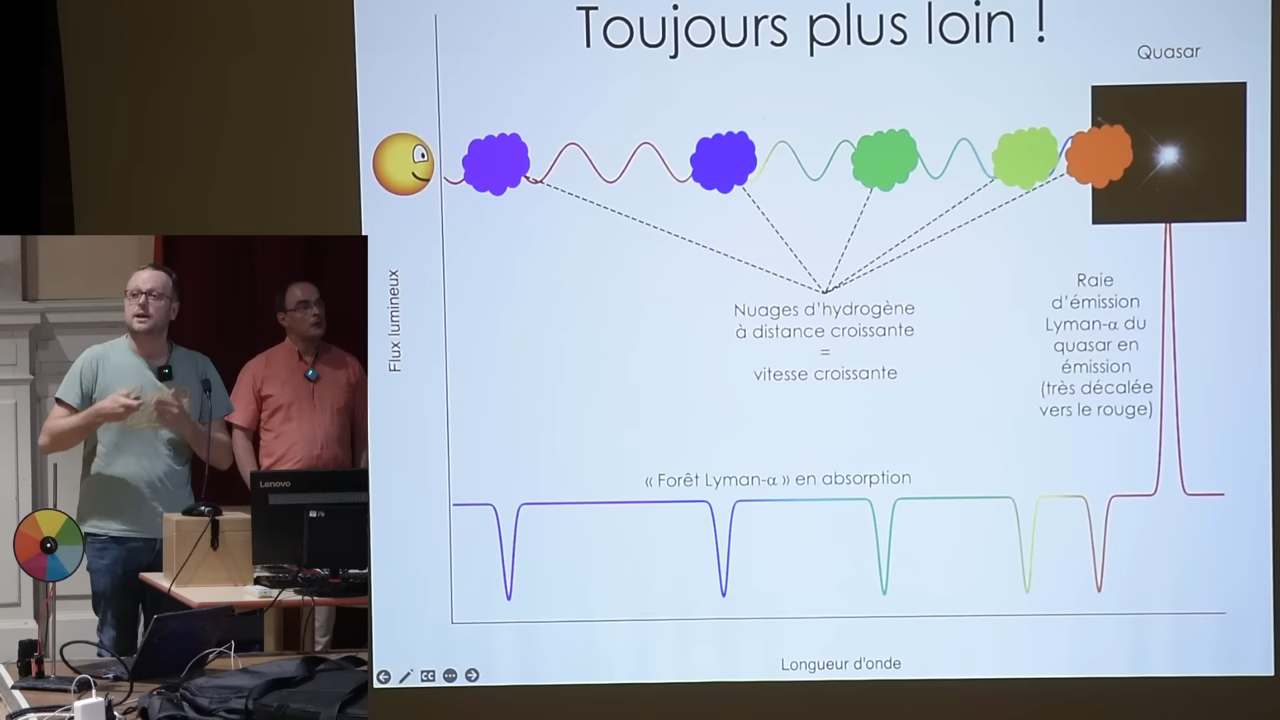 Toujours plus loin !
Quasar
Flux lumineux
Nuages d'hydrogène
à distance croissante
=
vitesse croissante
Raie
d'émission
Lyman-α du
quasar en
émission
(très décalée
vers le rouge)
« Forêt Lyman-α » en absorption
Longueur d'onde
CC
Lenovo